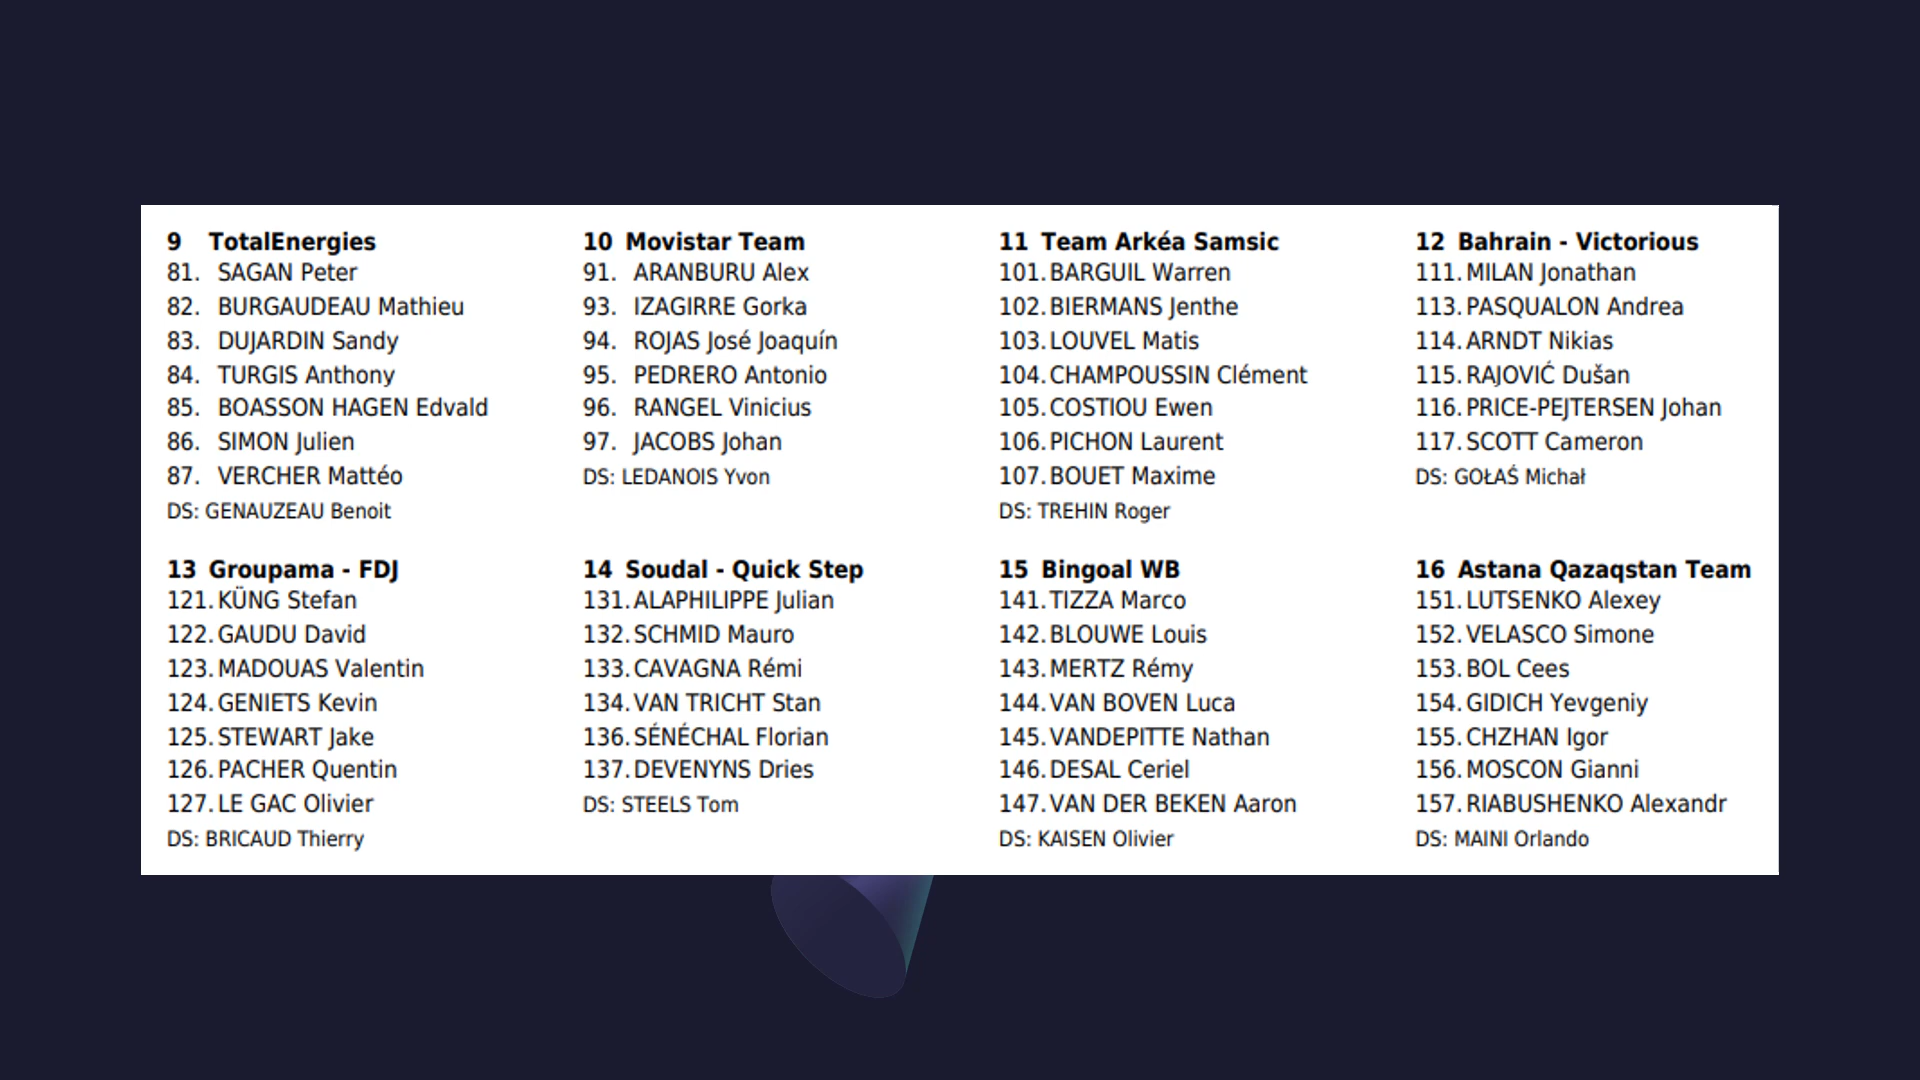 9 TotalEnergies
81. SAGAN Peter
82. BURGAUDEAU Mathieu
83. DUJARDIN Sandy
84. TURGIS Anthony
85. BOASSON HAGEN Edvald
86. SIMON Julien
87. VERCHER Mattéo
DS: GENAUZEAU Benoit
10 Movistar Team
91. ARANBURU Alex
93. IZAGIRRE Gorka
94. ROJAS José Joaquín
95. PEDRERO Antonio
96. RANGEL Vinicius
97. JACOBS Johan
DS: LEDANOIS Yvon
11 Team Arkéa Samsic
101. BARGUIL Warren
102. BIERMANS Jenthe
103. LOUVEL Matis
104. CHAMPOUSSIN Clément
105. COSTIOU Ewen
106. PICHON Laurent
107. BOUET Maxime
DS: TREHIN Roger
12 Bahrain - Victorious
111. MILAN Jonathan
113. PASQUALON Andrea
114. ARNDT Nikias
115. RAJOVIĆ Dušan
116. PRICE-PEJTERSEN Johan
117. SCOTT Cameron
DS: GOŁAŚ Michał
13 Groupama - FDJ
121. KÜNG Stefan
122. GAUDU David
123. MADOUAS Valentin
124. GENIETS Kevin
125. STEWART Jake
126. PACHER Quentin
127. LE GAC Olivier
DS: BRICAUD Thierry
14 Soudal - Quick Step
131. ALAPHILIPPE Julian
132. SCHMID Mauro
133. CAVAGNA Rémi
134. VAN TRICHT Stan
136. SÉNÉCHAL Florian
137. DEVENYNS Dries
DS: STEELS Tom
15 Bingoal WB
141. TIZZA Marco
142. BLOUWE Louis
143. MERTZ Rémy
144. VAN BOVEN Luca
145. VANDEPITTE Nathan
146. DESAL Ceriel
147. VAN DER BEKEN Aaron
DS: KAISEN Olivier
16 Astana Qazaqstan Team
151. LUTSENKO Alexey
152. VELASCO Simone
153. BOL Cees
154. GIDICH Yevgeniy
155. CHZHAN Igor
156. MOSCON Gianni
157. RIABUSHENKO Alexandr
DS: MAINI Orlando